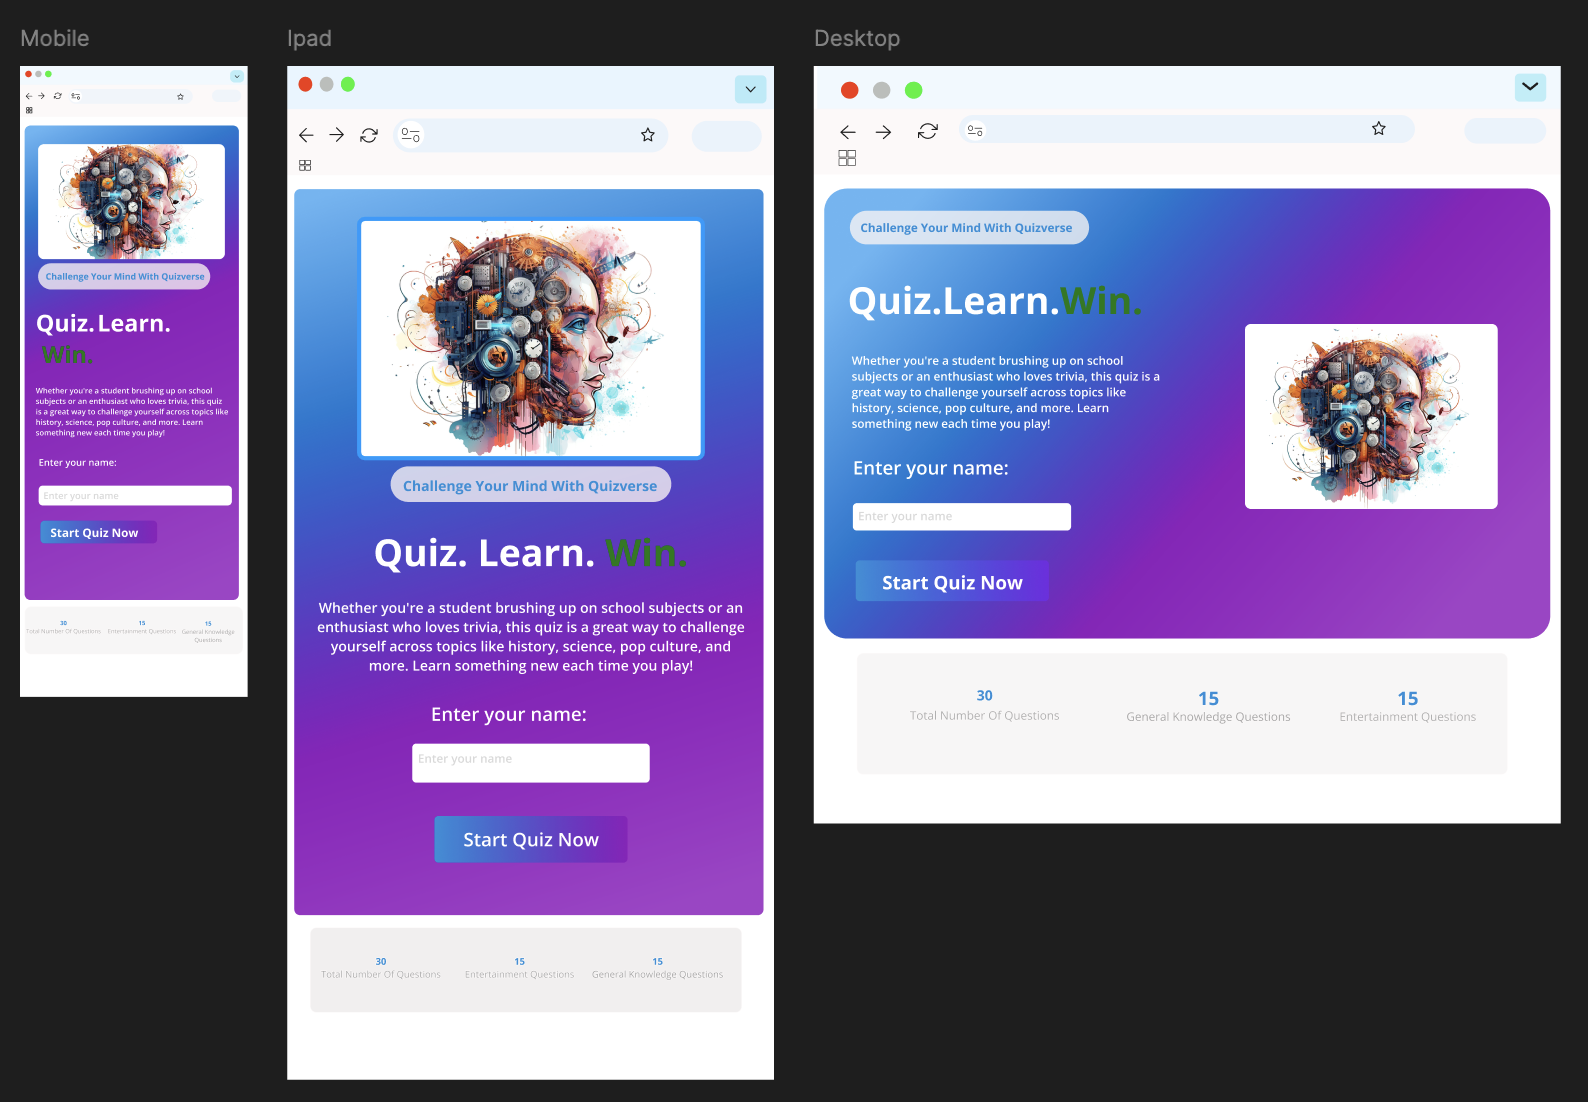 Mobile
Challenge Your Mind With Quizverse
Quiz. Learn.
Win.
Whether you're a student brushing up on school
subjects or an enthusiast who loves trivia, this quiz
is a great way to challenge yourself across topics like
history, science, pop culture, and more. Learn
something new each time you play!
Enter your name:
Enter your name
Start Quiz Now
30
Total Number Of Questions
15
Entertainment Questions
15
General Knowledge
Questions
Ipad
Challenge Your Mind With Quizverse
Quiz. Learn. Win.
Whether you're a student brushing up on school subjects or an
enthusiast who loves trivia, this quiz is a great way to challenge
yourself across topics like history, science, pop culture, and
more. Learn something new each time you play!
Enter your name:
Enter your name
Start Quiz Now
30
Total Number Of Questions
15
Entertainment Questions
15
General Knowledge Questions
Desktop
Challenge Your Mind With Quizverse
Quiz.Learn.Win.
Whether you're a student brushing up on school
subjects or an enthusiast who loves trivia, this quiz is a
great way to challenge yourself across topics like
history, science, pop culture, and more. Learn
something new each time you play!
Enter your name:
Enter your name
Start Quiz Now
30
Total Number Of Questions
15
General Knowledge Questions
15
Entertainment Questions